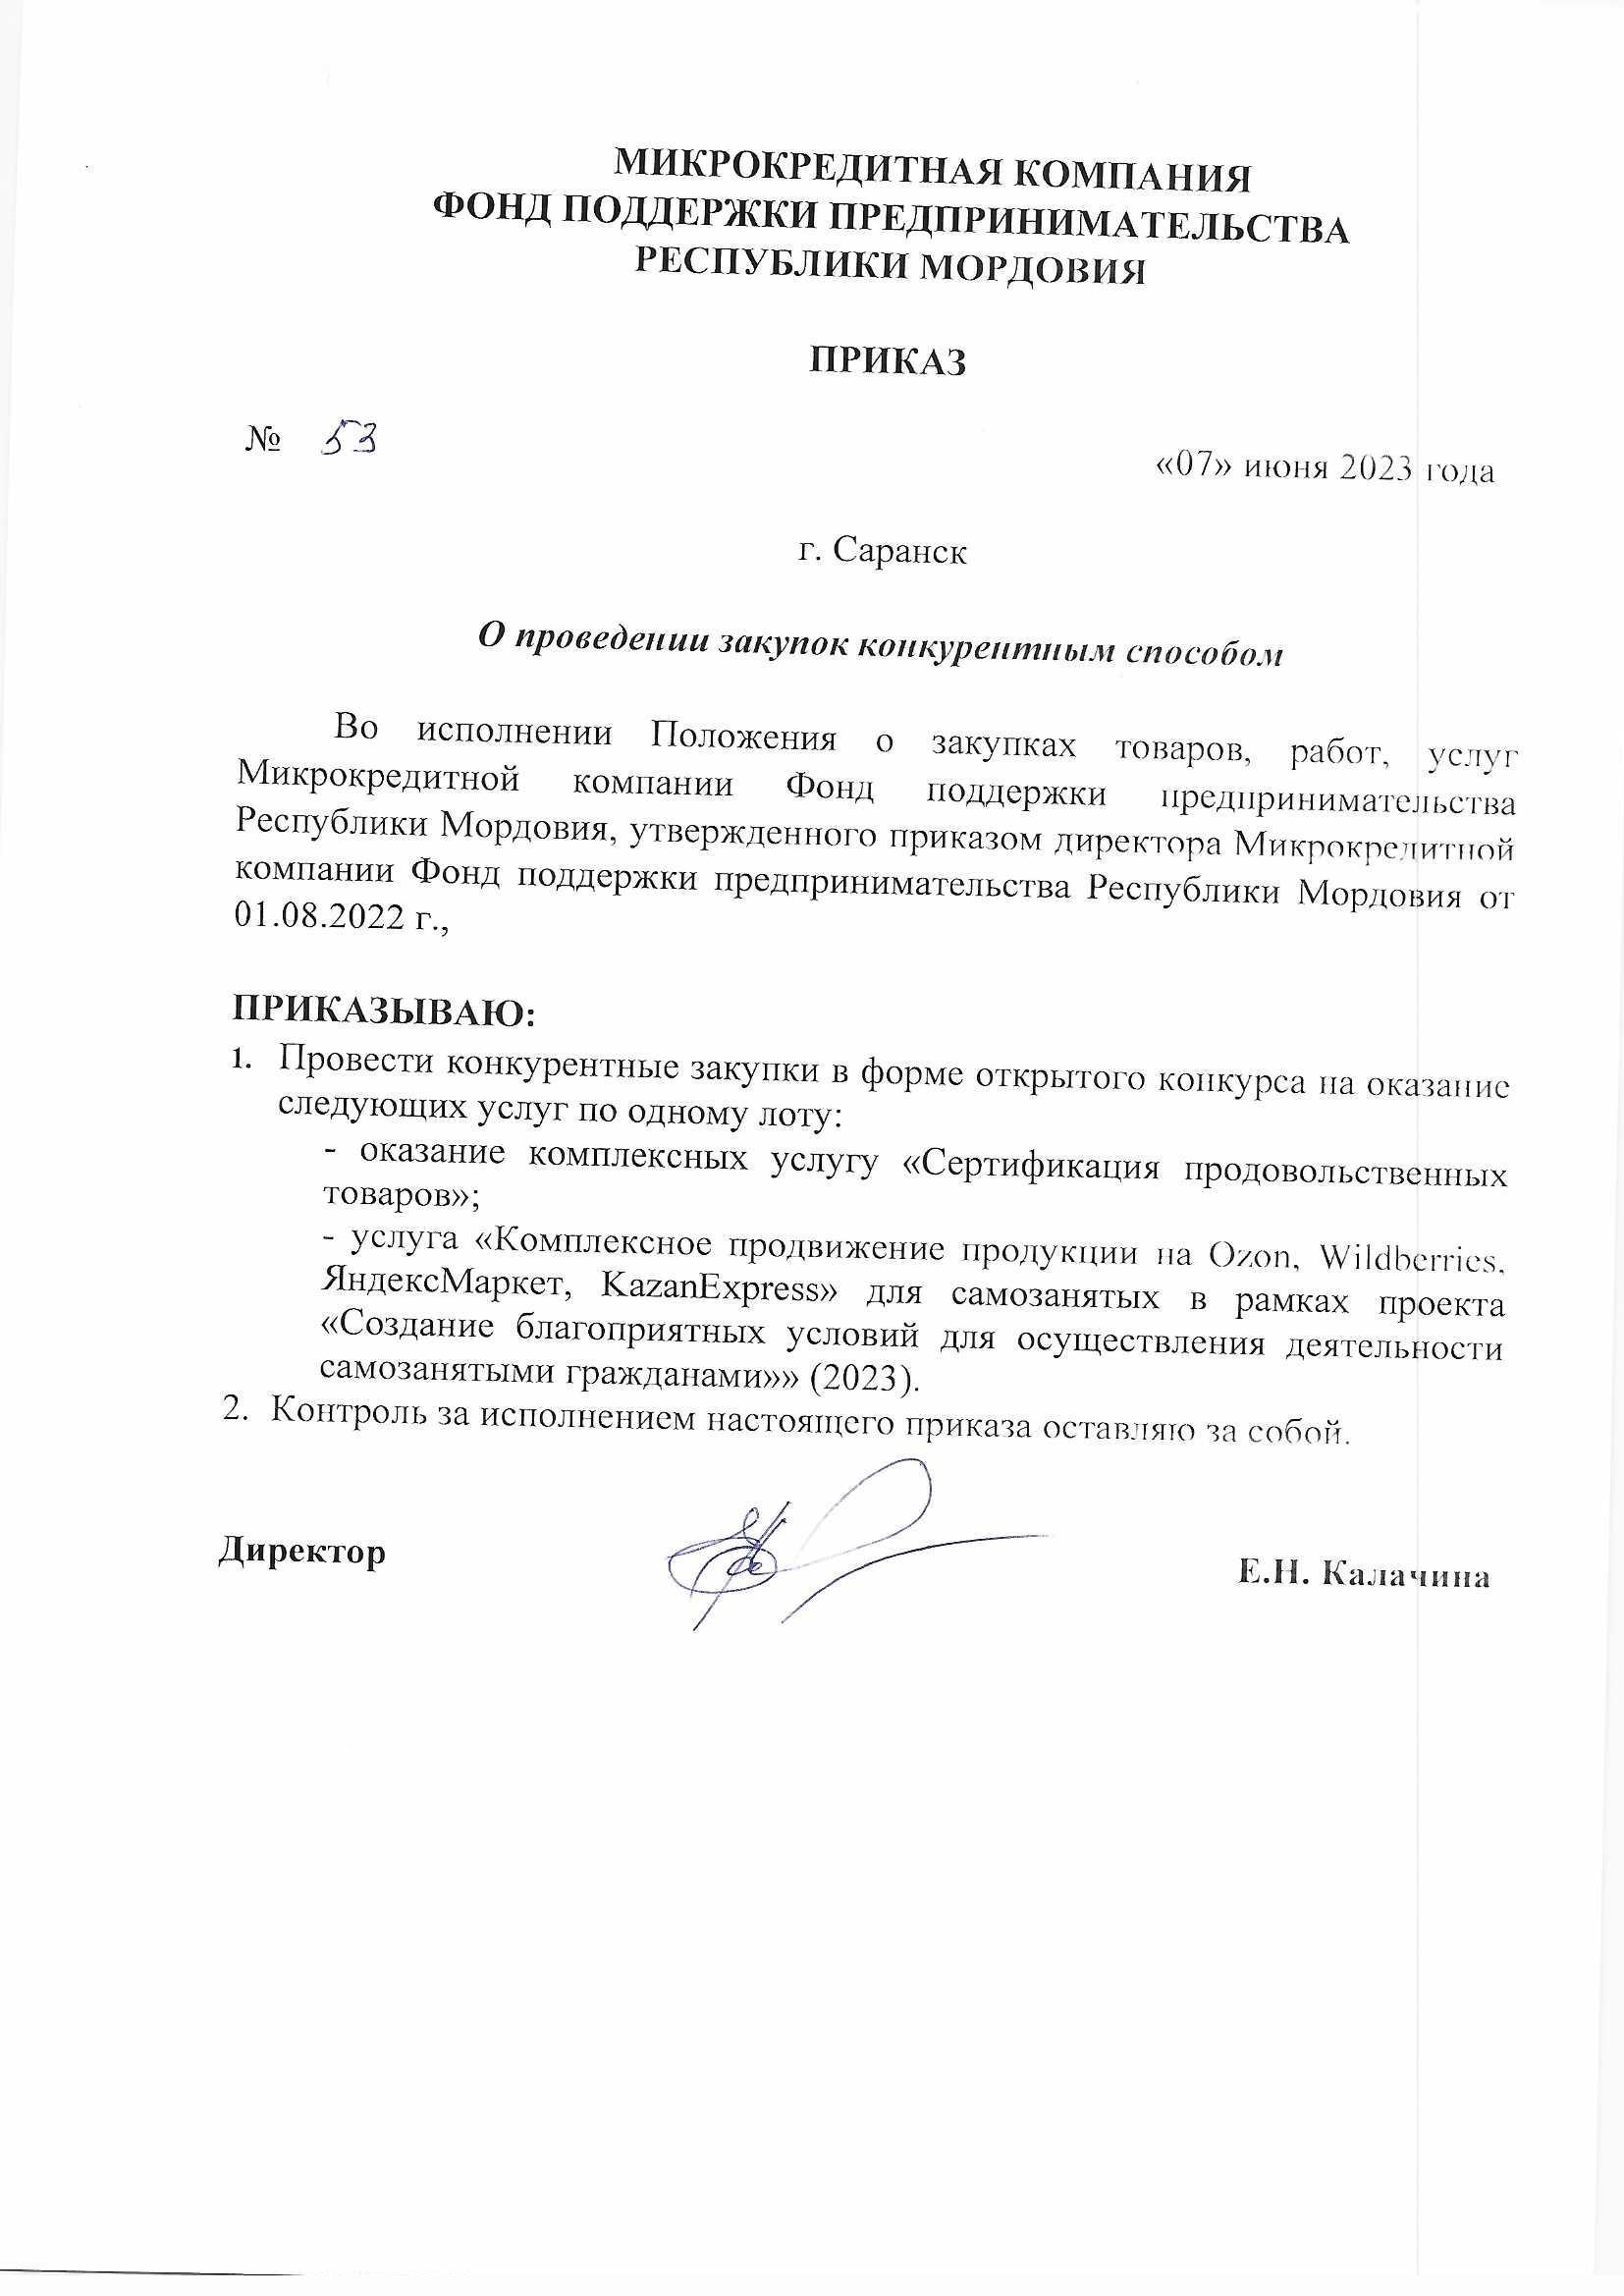 МИКРОКРЕДИТНАЯ КОМПАНИЯ
ФОНД ПОДДЕРЖКИ ПРЕДПРИНИМАТЕЛЬСТВА
РЕСПУБЛИКИ МОРДОВИЯ
ПРИКАЗ
№ 53
«07» июня 2023 года
г. Саранск
О проведении закупок конкурентным способом
Во исполнении Положения о закупках товаров, работ, услуг
Микрокредитной компании Фонд поддержки предпринимательства
Республики Мордовия, утвержденного приказом директора Микрокредитной
компании Фонд поддержки предпринимательства Республики Мордовия от
01.08.2022 г.,
ПРИКАЗЫВАЮ:
1. Провести конкурентные закупки в форме открытого конкурса на оказание
следующих услуг по одному лоту:
- оказание комплексных услугу «Сертификация продовольственных
товаров»;
- услуга «Комплексное продвижение продукции на Ozon, Wildberries,
ЯндексМаркет, KazanExpress» для самозанятых в рамках проекта
«Создание благоприятных условий для осуществления деятельности
самозанятыми гражданами»» (2023).
2. Контроль за исполнением настоящего приказа оставляю за собой.
Директор
Е.Н. Калачина